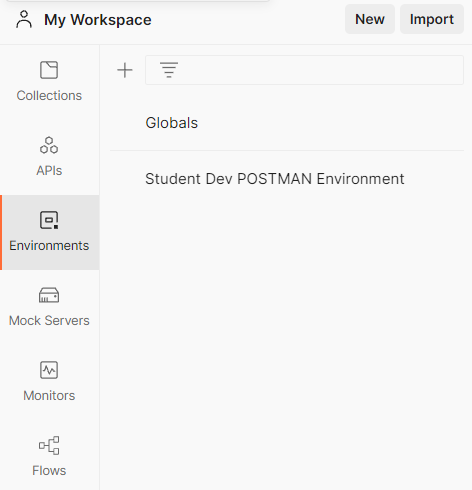 My Workspace
New
Import
Collections
APIs
Environments
Mock Servers
Monitors
Flows
Globals
Student Dev POSTMAN Environment